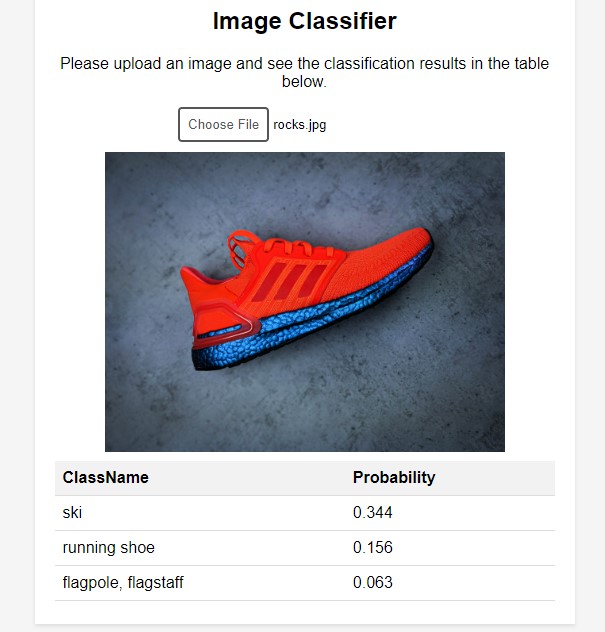 Image Classifier
Please upload an image and see the classification results in the table
below.
Choose File rocks.jpg
ClassName Probability
ski 0.344
running shoe 0.156
flagpole, flagstaff 0.063